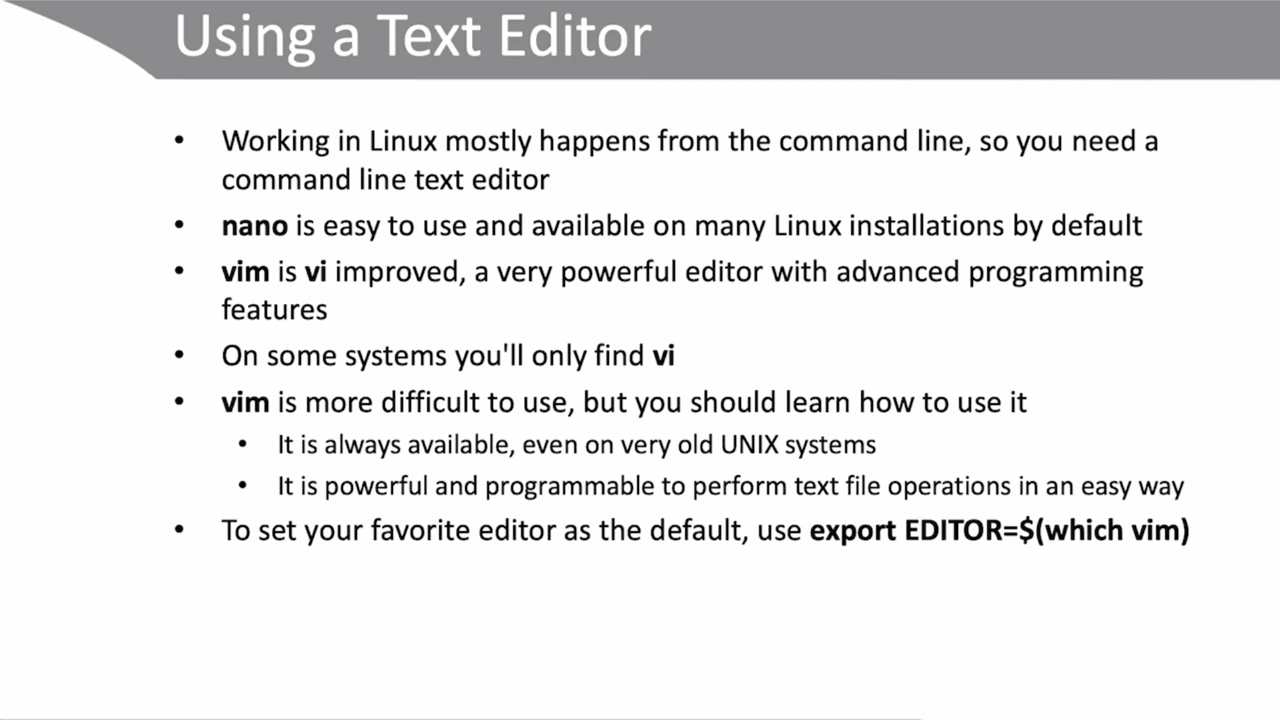 Using a Text Editor
• Working in Linux mostly happens from the command line, so you need a
command line text editor
• nano is easy to use and available on many Linux installations by default
• vim is vi improved, a very powerful editor with advanced programming
features
• On some systems you'll only find vi
• vim is more difficult to use, but you should learn how to use it
• It is always available, even on very old UNIX systems
• It is powerful and programmable to perform text file operations in an easy way
• To set your favorite editor as the default, use export EDITOR=$(which vim)